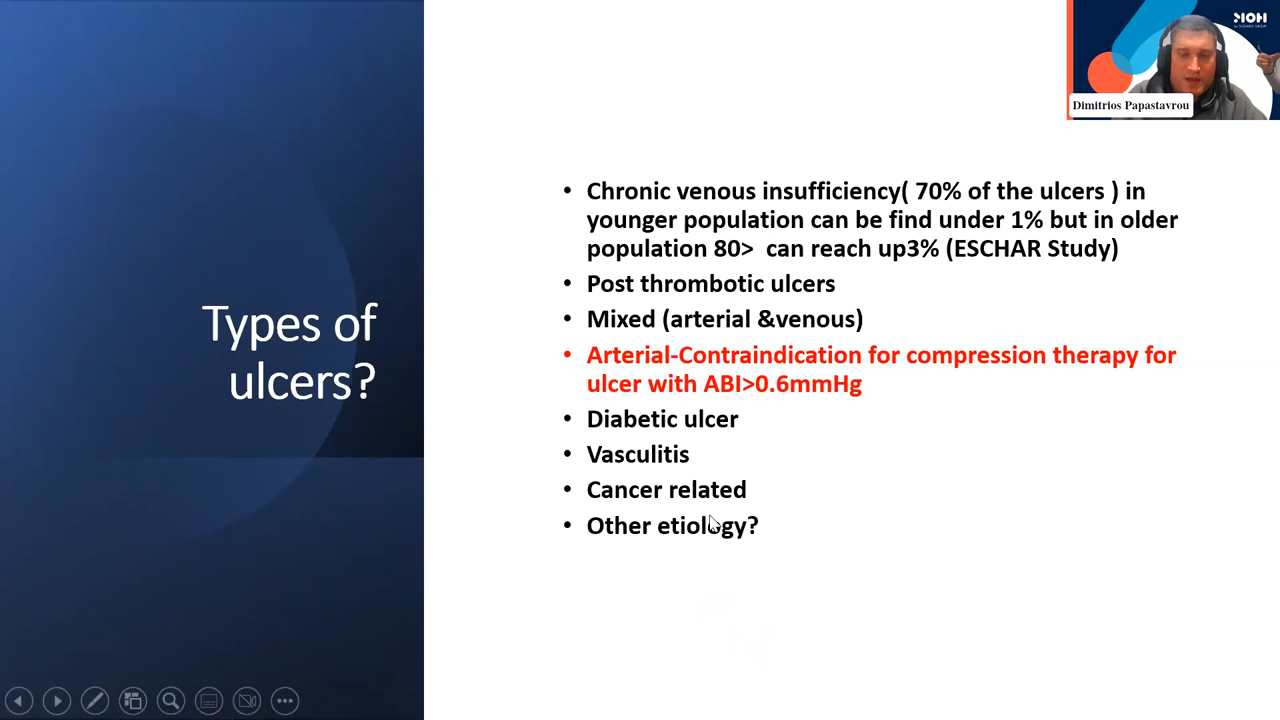 MOH
Dimitrios Papastavrou
Types of
ulcers?
• Chronic venous insufficiency( 70% of the ulcers ) in
younger population can be find under 1% but in older
population 80> can reach up3% (ESCHAR Study)
• Post thrombotic ulcers
• Mixed (arterial &venous)
• Arterial-Contraindication for compression therapy for
ulcer with ABI>0.6mmHg
• Diabetic ulcer
• Vasculitis
• Cancer related
• Other etiology?